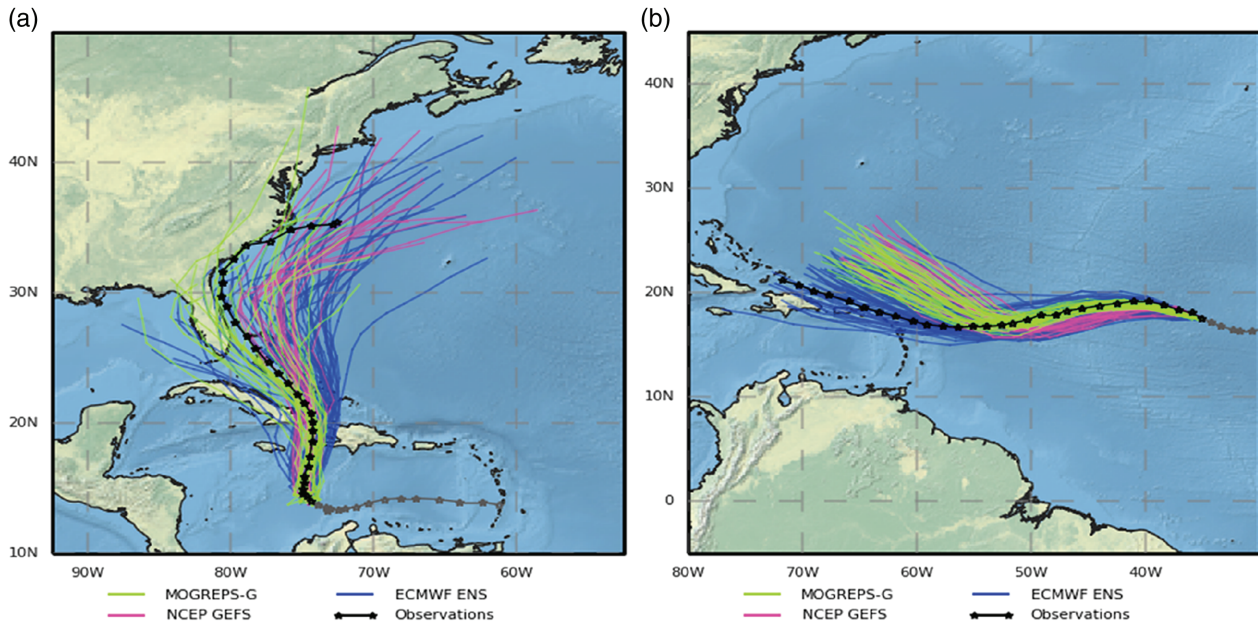 (a)
(b)
40N
30N
20N
10N
90W
80W
70W
60W
40N
30N
20N
10N
0
80W
70W
60W
50W
40W
MOGREPS-G
ECMWF ENS
NCEP GEFS
Observations
MOGREPS-G
ECMWF ENS
NCEP GEFS
Observations